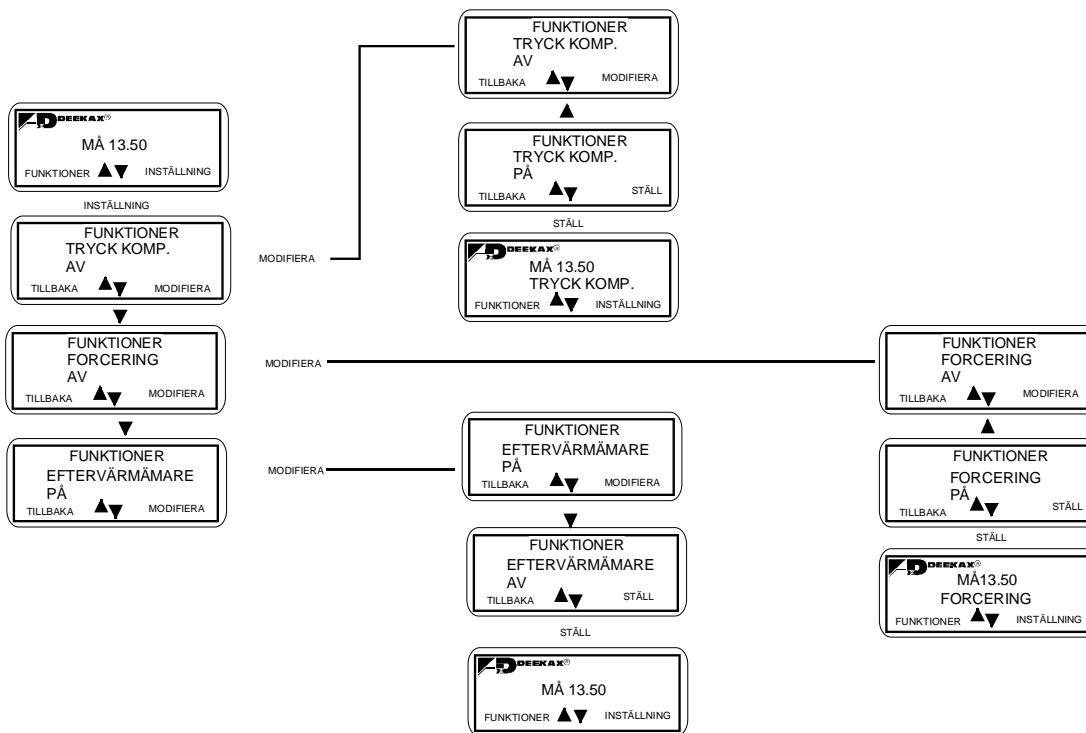 DEEKAX®
MÅ 13.50
FUNKTIONER INSTÄLLNING
INSTÄLLNING
FUNKTIONER
TRYCK KOMP.
AV
TILLBAKA MODIFIERA
FUNKTIONER
FORCERING
AV
TILLBAKA MODIFIERA
FUNKTIONER
EFTERVÄRMÄMARE
PÅ
TILLBAKA MODIFIERA
MODIFIERA
MODIFIERA
MODIFIERA
FUNKTIONER
TRYCK KOMP.
AV
TILLBAKA MODIFIERA
FUNKTIONER
TRYCK KOMP.
PÅ
TILLBAKA STÄLL
STÄLL
DEEKAX®
MÅ 13.50
TRYCK KOMP.
FUNKTIONER INSTÄLLNING
FUNKTIONER
EFTERVÄRMÄMARE
PÅ
TILLBAKA MODIFIERA
FUNKTIONER
EFTERVÄRMÄMARE
AV
TILLBAKA STÄLL
STÄLL
DEEKAX®
MÅ 13.50
FUNKTIONER INSTÄLLNING
FUNKTIONER
FORCERING
AV
TILLBAKA MODIFIERA
FUNKTIONER
FORCERING
PÅ
TILLBAKA STÄLL
STÄLL
DEEKAX®
MÅ13.50
FORCERING
FUNKTIONER INSTÄLLNING